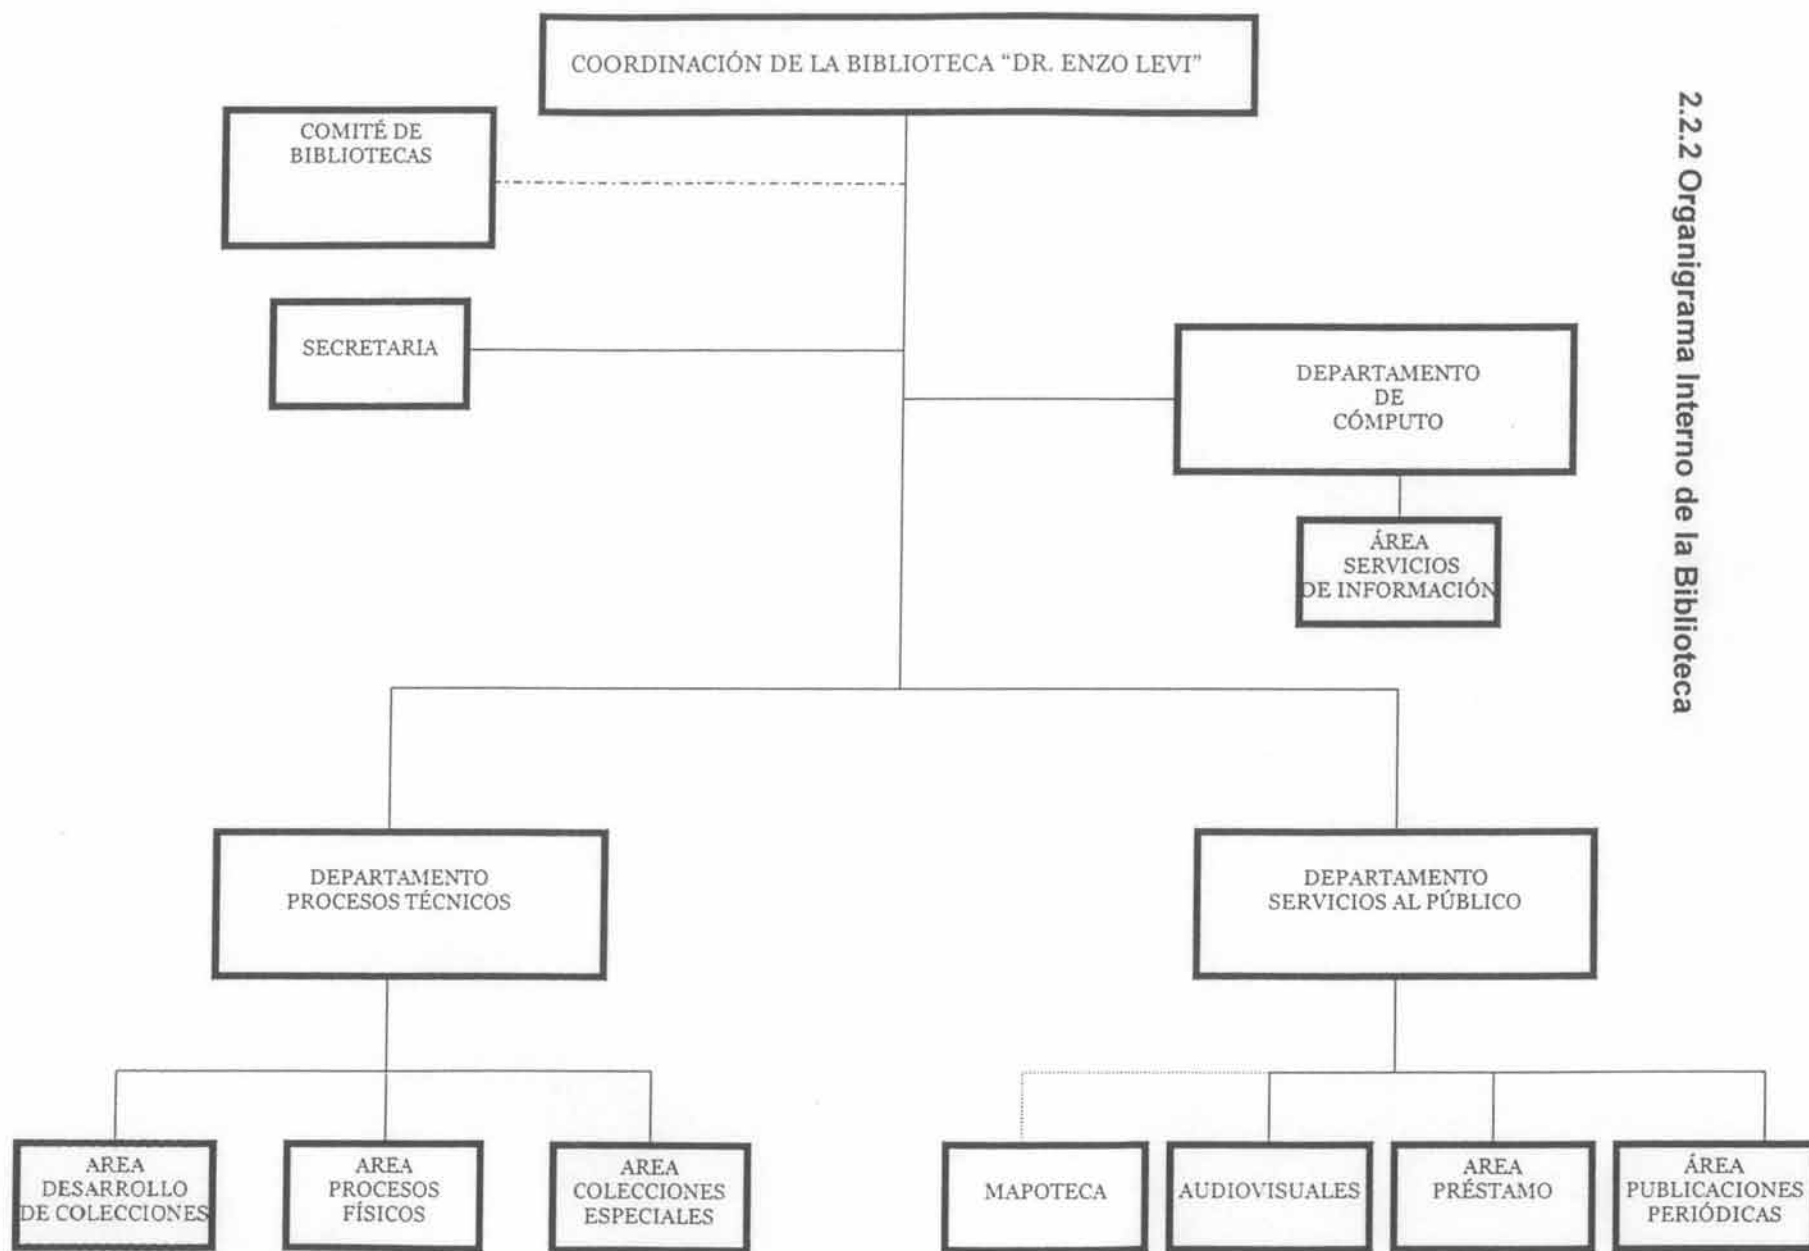 2.2.2 Organigrama Interno de la Biblioteca
COORDINACIÓN DE LA BIBLIOTECA “DR. ENZO LEVI”
COMITÉ DE
BIBLIOTECAS
SECRETARIA
DEPARTAMENTO
DE
CÓMPUTO
ÁREA
SERVICIOS
DE INFORMACIÓN
DEPARTAMENTO
PROCESOS TÉCNICOS
DEPARTAMENTO
SERVICIOS AL PÚBLICO
AREA
DESARROLLO
DE COLECCIONES
AREA
PROCESOS
FÍSICOS
AREA
COLECCIONES
ESPECIALES
MAPOTECA
AUDIOVISUALES
AREA
PRÉSTAMO
ÁREA
PUBLICACIONES
PERIÓDICAS